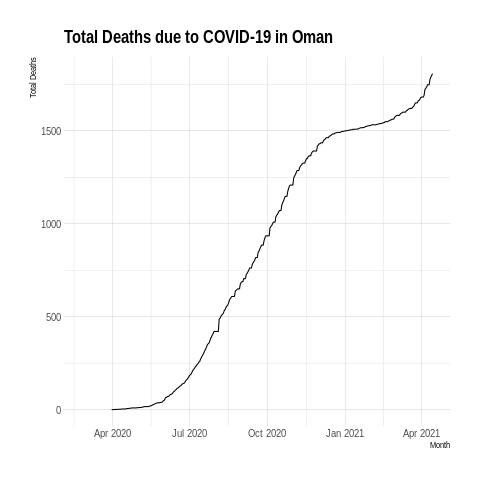 Total Deaths due to COVID-19 in Oman
Total Deaths
1500
1000
500
0
Apr 2020 Jul 2020 Oct 2020 Jan 2021 Apr 2021
Month